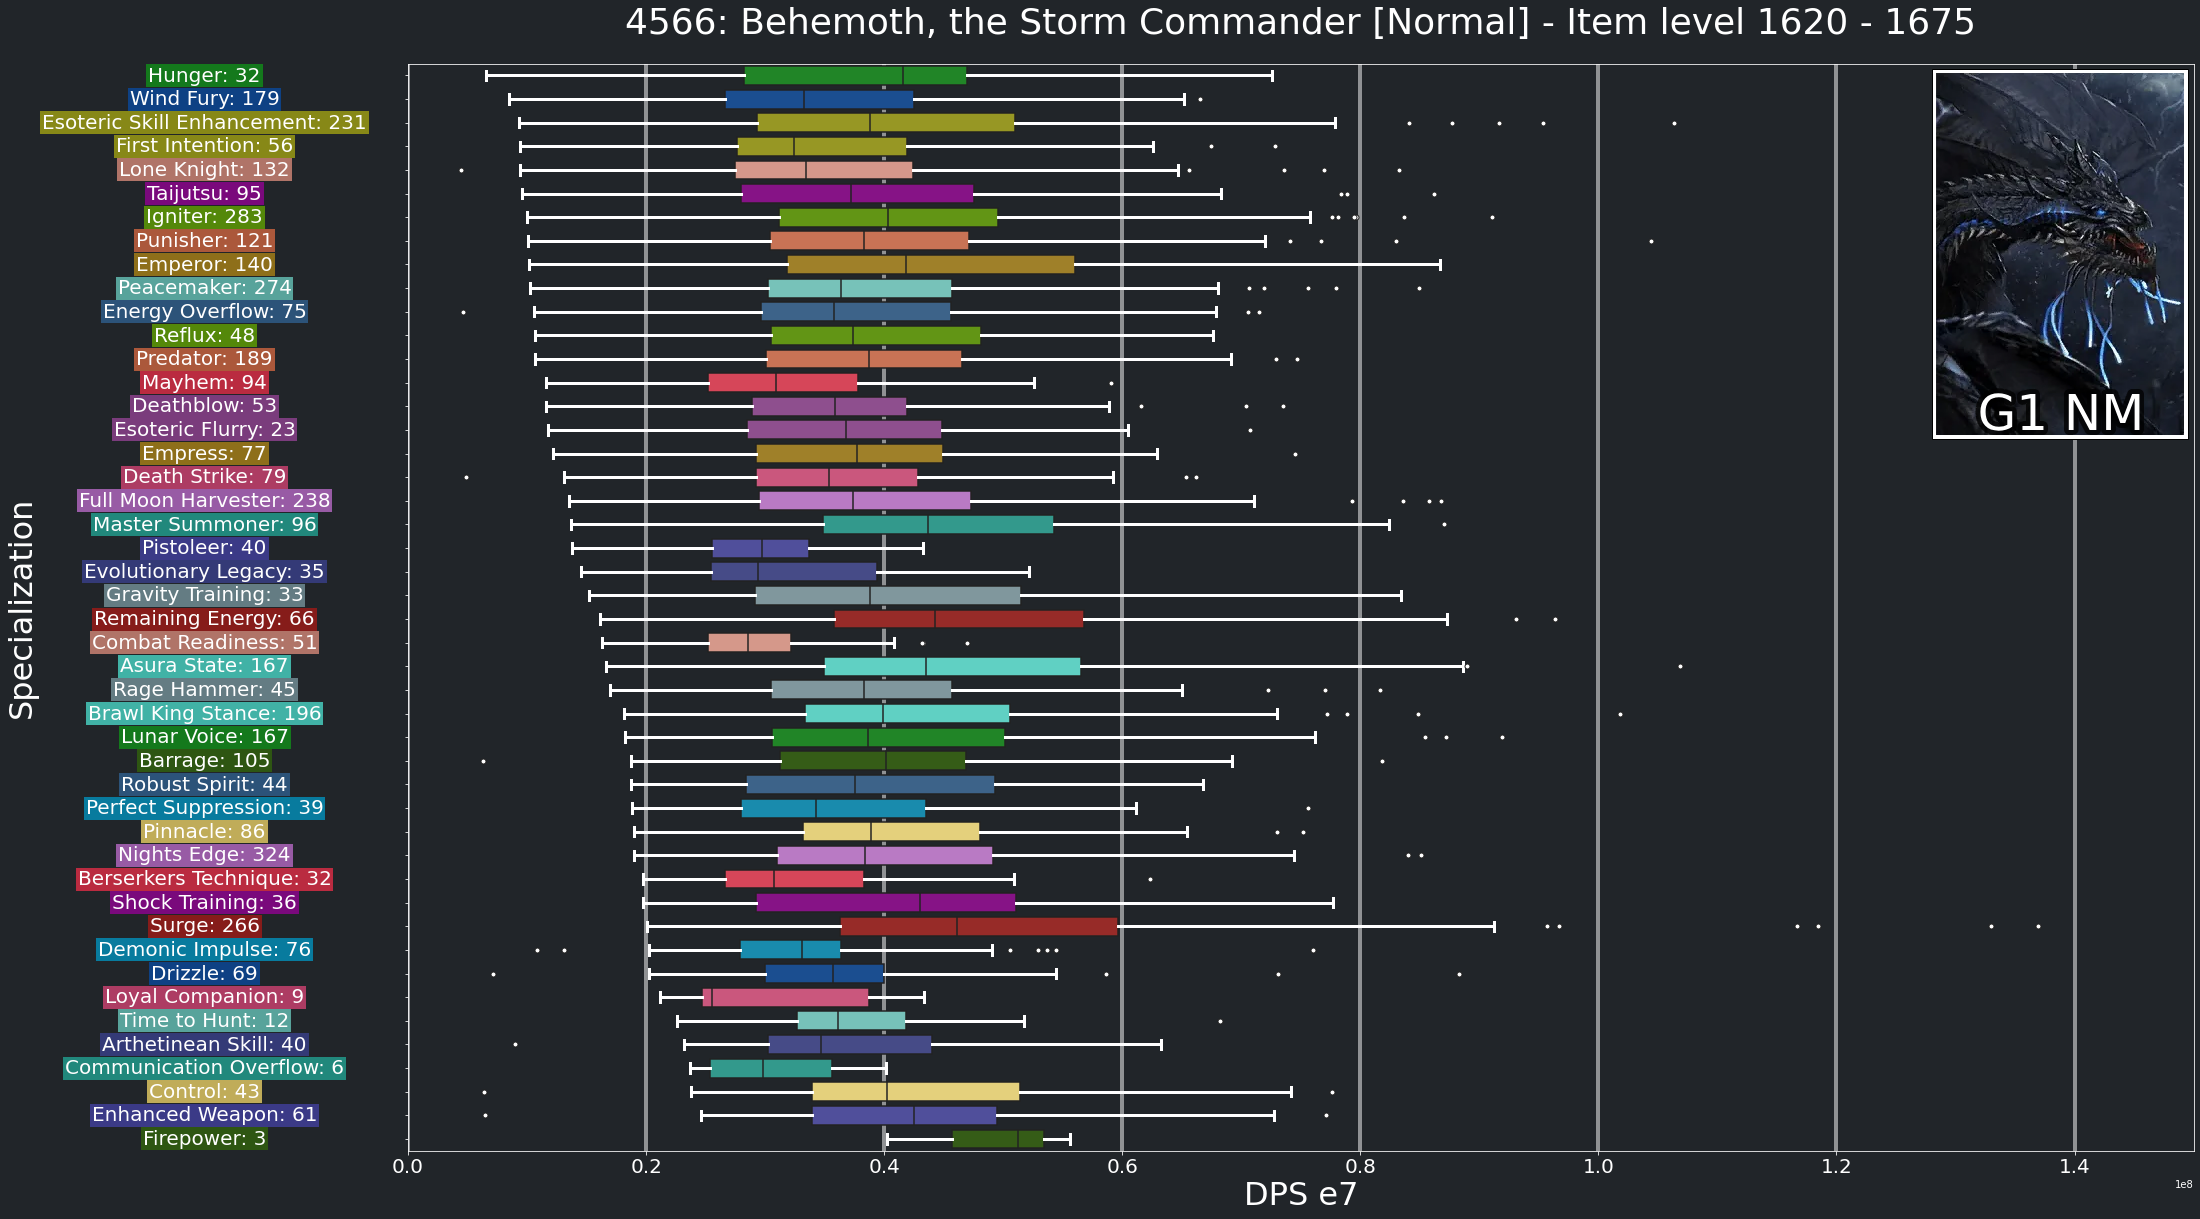 4566: Behemoth, the Storm Commander [Normal] - Item level 1620 - 1675
Hunger: 32
Wind Fury: 179
Esoteric Skill Enhancement: 231
First Intention: 56
Lone Knight: 132
Taijutsu: 95
Igniter: 283
Punisher: 121
Emperor: 140
Peacemaker: 274
Energy Overflow: 75
Reflux: 48
Predator: 189
Mayhem: 94
Deathblow: 53
Esoteric Flurry: 23
Empress: 77
Death Strike: 79
Full Moon Harvester: 238
Master Summoner: 96
Pistoleer: 40
Evolutionary Legacy: 35
Gravity Training: 33
Remaining Energy: 66
Combat Readiness: 51
Asura State: 167
Rage Hammer: 45
Brawl King Stance: 196
Lunar Voice: 167
Barrage: 105
Robust Spirit: 44
Perfect Suppression: 39
Pinnacle: 86
Nights Edge: 324
Berserkers Technique: 32
Shock Training: 36
Surge: 266
Demonic Impulse: 76
Drizzle: 69
Loyal Companion: 9
Time to Hunt: 12
Arthetinean Skill: 40
Communication Overflow: 6
Control: 43
Enhanced Weapon: 61
Firepower: 3
Specialization
G1 NM
0.0 0.2 0.4 0.6 0.8 1.0 1.2 1.4
1e8
DPS e7